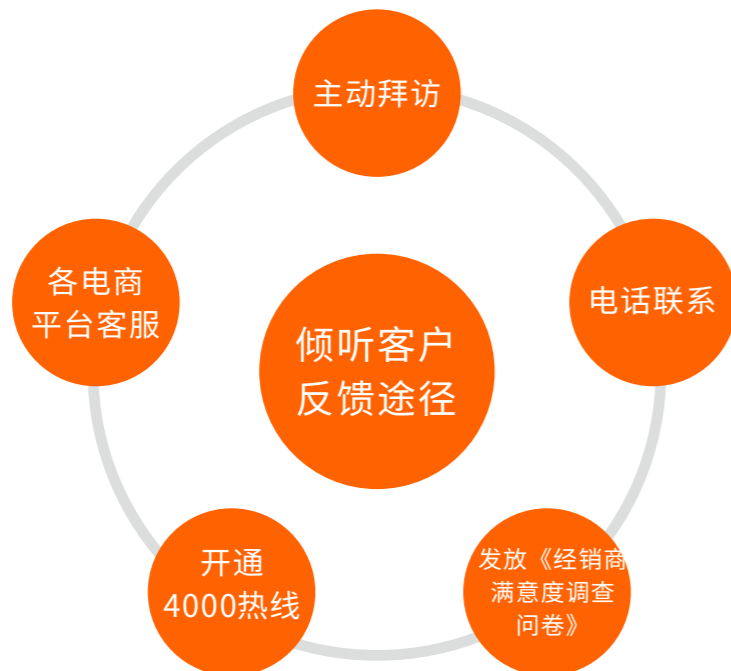 主动拜访
各电商
平台客服
电话联系
倾听客户
反馈途径
开通
4000热线
发放《经销商
满意度调查
问卷》